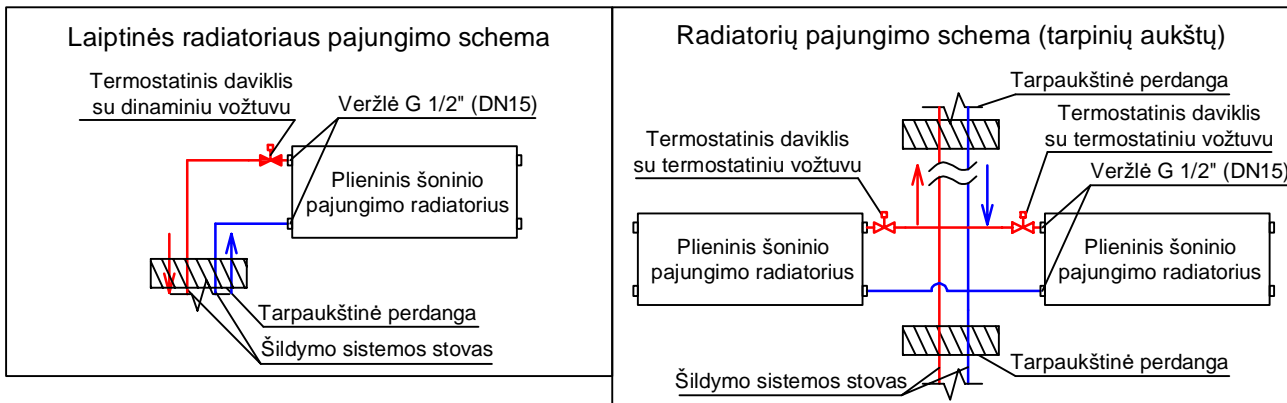 Laiptinės radiatoriaus pajungimo schema
Termostatinis daviklis
su dinaminiu vožtuvu
Veržlė G 1/2" (DN15)
Plieninis šoninio
pajungimo radiatorius
Tarpaukštinė perdanga
Šildymo sistemos stovas
Radiatorių pajungimo schema (tarpinių aukštų)
Tarpaukštinė perdanga
Termostatinis daviklis
su termostatiniu vožtuvu
Termostatinis daviklis
su termostatiniu vožtuvu
Veržlė G 1/2" (DN15)
Plieninis šoninio
pajungimo radiatorius
Plieninis šoninio
pajungimo radiatorius
Tarpaukštinė perdanga
Šildymo sistemos stovas